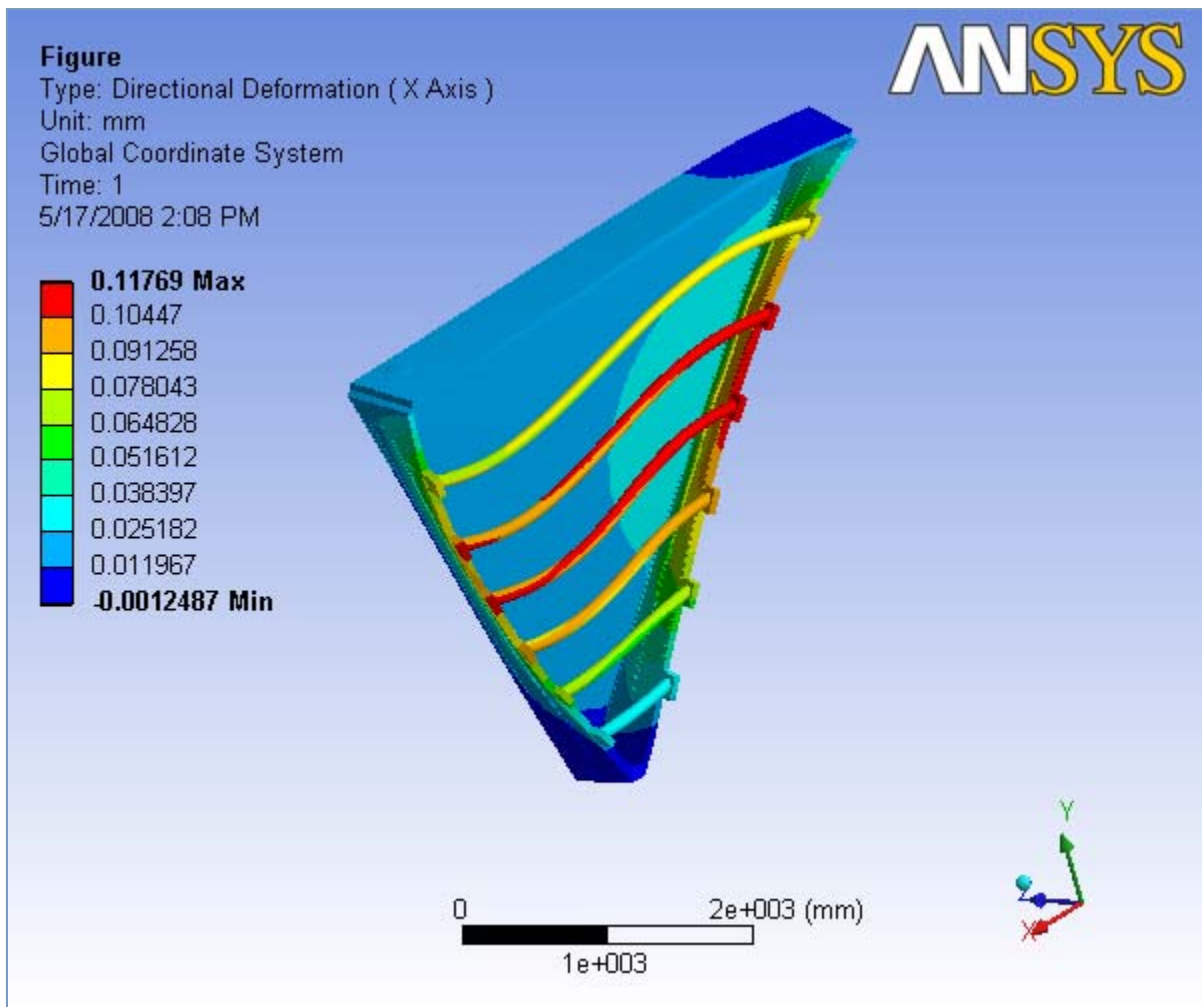 Figure
Type: Directional Deformation ( X Axis )
Unit: mm
Global Coordinate System
Time: 1
5/17/2008 2:08 PM
ANSYS
0.11769 Max
0.10447
0.091258
0.078043
0.064828
0.051612
0.038397
0.025182
0.011967
-0.0012487 Min
0
2e+003 (mm)
1e+003
Y
Z
X